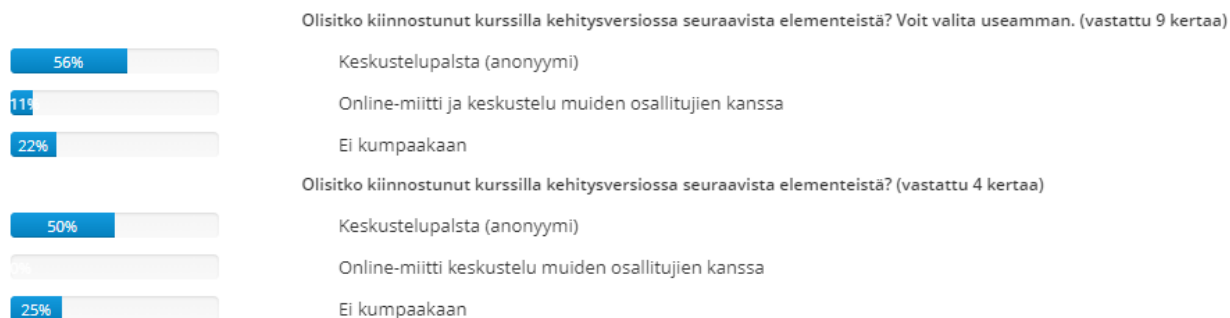 Olisitko kiinnostunut kurssilla kehitysversiossa seuraavista elementeistä? Voit valita useamman. (vastattu 9 kertaa)
56% Keskustelupalsta (anonyymi)
11% Online-miitti ja keskustelu muiden osallitujien kanssa
22% Ei kumpaakaan
Olisitko kiinnostunut kurssilla kehitysversiossa seuraavista elementeistä? (vastattu 4 kertaa)
50% Keskustelupalsta (anonyymi)
0% Online-miitti keskustelu muiden osallitujien kanssa
25% Ei kumpaakaan